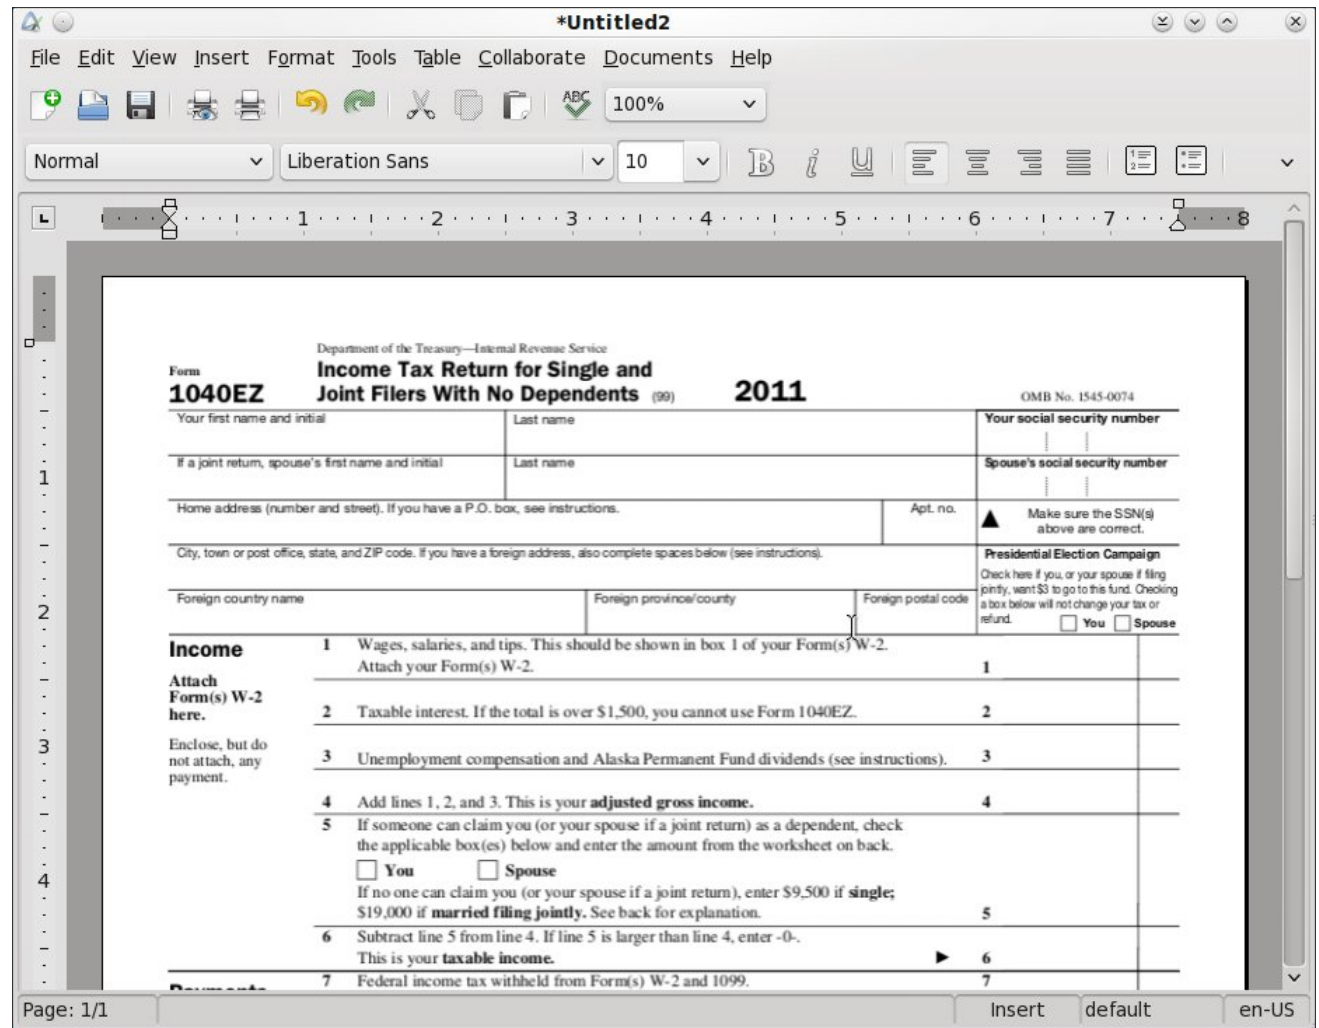 *Untitled2
File Edit View Insert Format Tools Table Collaborate Documents Help
ABC 100%
Normal Liberation Sans 10 B i U
1 2 3 4 5 6 7 8
Department of the Treasury—Internal Revenue Service
Form Income Tax Return for Single and
1040EZ Joint Filers With No Dependents (99) 2011 OMB No. 1545-0074
Your first name and initial Last name Your social security number
If a joint return, spouse's first name and initial Last name Spouse's social security number
Home address (number and street). If you have a P.O. box, see instructions. Apt. no.
Make sure the SSN(s)
above are correct.
City, town or post office, state, and ZIP code. If you have a foreign address, also complete spaces below (see instructions).
Presidential Election Campaign
Check here if you, or your spouse if filing
jointly, want $3 to go to this fund. Checking
a box below will not change your tax or
refund. You Spouse
Foreign country name Foreign province/county Foreign postal code
Income
Attach
Form(s) W-2
here.
Enclose, but do
not attach, any
payment.
1 Wages, salaries, and tips. This should be shown in box 1 of your Form(s) W-2.
Attach your Form(s) W-2. 1
2 Taxable interest. If the total is over $1,500, you cannot use Form 1040EZ. 2
3 Unemployment compensation and Alaska Permanent Fund dividends (see instructions). 3
4 Add lines 1, 2, and 3. This is your adjusted gross income. 4
5 If someone can claim you (or your spouse if a joint return) as a dependent, check
the applicable box(es) below and enter the amount from the worksheet on back.
You Spouse
If no one can claim you (or your spouse if a joint return), enter $9,500 if single;
$19,000 if married filing jointly. See back for explanation. 5
6 Subtract line 5 from line 4. If line 5 is larger than line 4, enter -0-.
This is your taxable income. 6
7 Federal income tax withheld from Form(s) W-2 and 1099. 7
1
2
3
4
Page: 1/1 Insert default en-US